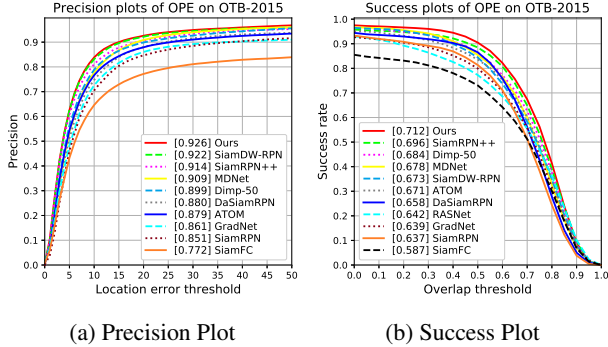 Precision plots of OPE on OTB-2015
Precision
0.9
0.8
0.7
0.6
0.5
0.4
0.3
0.2
0.1
0.0
0 5 10 15 20 25 30 35 40 45 50
Location error threshold
[0.926] Ours
[0.922] SiamDW-RPN
[0.914] SiamRPN++
[0.909] MDNet
[0.899] Dimp-50
[0.880] DaSiamRPN
[0.879] ATOM
[0.861] GradNet
[0.851] SiamRPN
[0.772] SiamFC
(a) Precision Plot
Success plots of OPE on OTB-2015
Success rate
1.0
0.9
0.8
0.7
0.6
0.5
0.4
0.3
0.2
0.1
0.0
0.0 0.1 0.2 0.3 0.4 0.5 0.6 0.7 0.8 0.9 1.0
Overlap threshold
[0.712] Ours
[0.696] SiamRPN++
[0.684] Dimp-50
[0.678] MDNet
[0.673] SiamDW-RPN
[0.671] ATOM
[0.658] DaSiamRPN
[0.642] RASNet
[0.639] GradNet
[0.637] SiamRPN
[0.587] SiamFC
(b) Success Plot